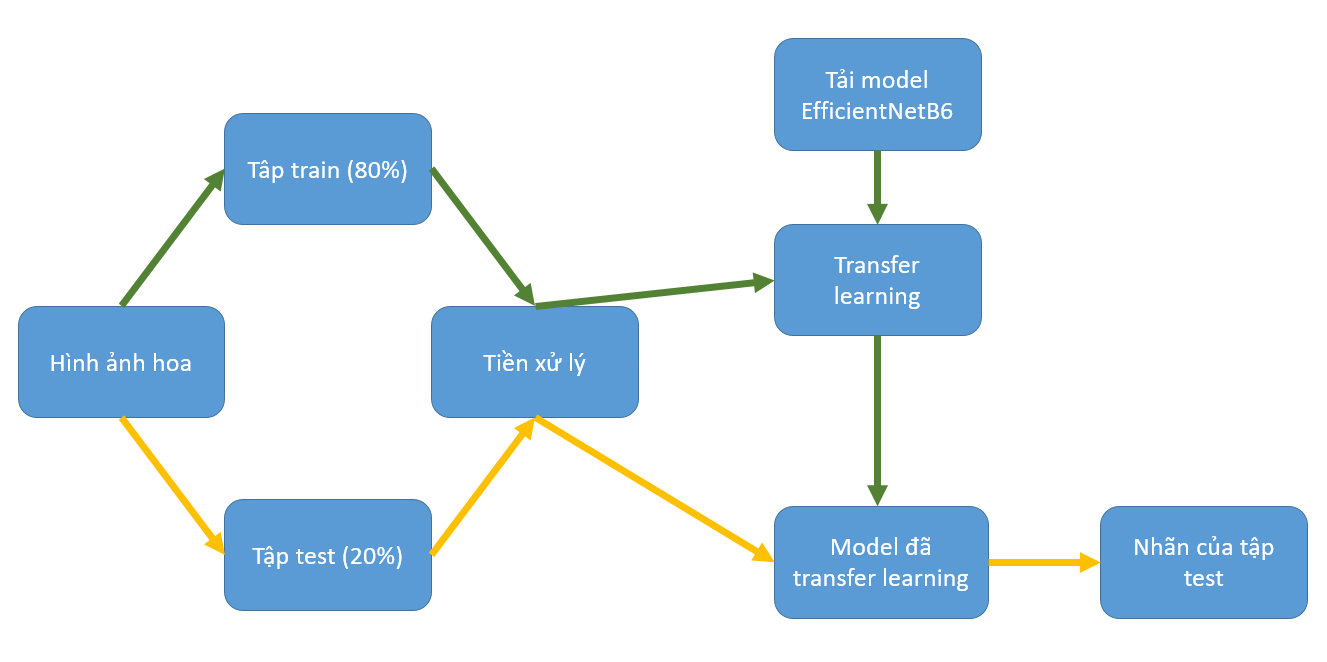 Tải model
EfficientNetB6
Tâp train (80%)
Transfer
learning
Hình ảnh hoa
Tiền xử lý
Tập test (20%)
Model đã
transfer learning
Nhãn của tập
test